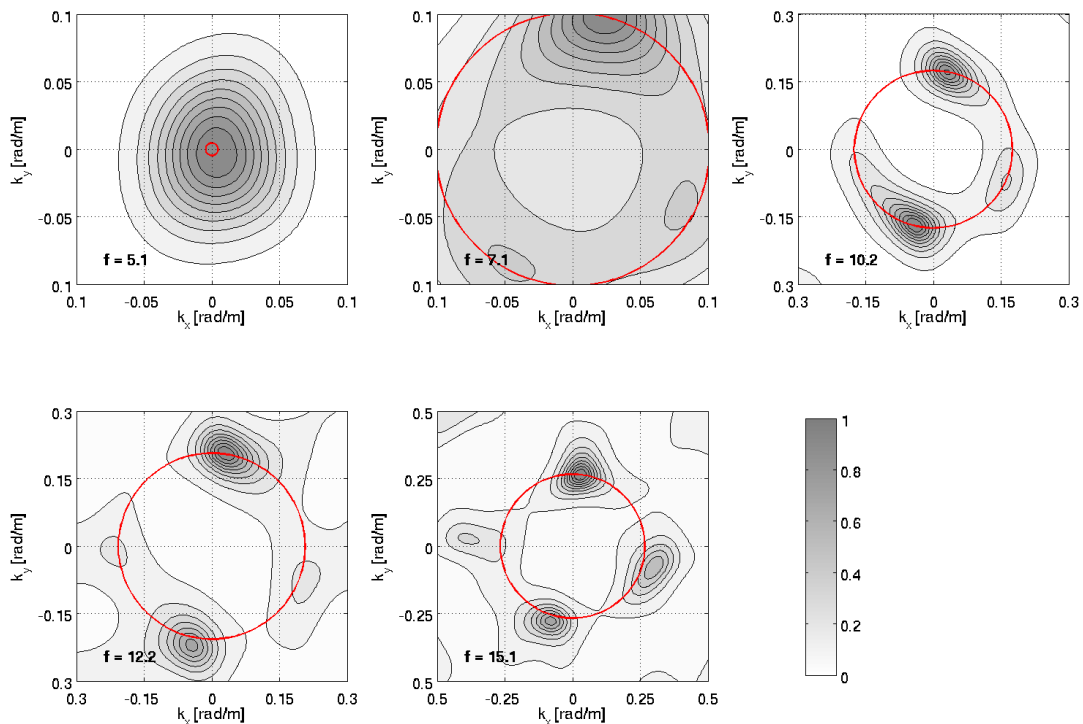 0.1
0.05
0
-0.05
0.1
k_y [rad/m]
f = 5.1
0.1 -0.05 0 0.05 0.1
k_x [rad/m]
0.1
0.05
0
-0.05
0.1
k_y [rad/m]
f = 7.1
-0.1 -0.05 0 0.05 0.1
k_x [rad/m]
0.3
0.15
0
-0.15
0.3
k_y [rad/m]
f = 10.2
0.3 -0.15 0 0.15 0.3
k_x [rad/m]
0.3
0.15
0
-0.15
0.3
k_y [rad/m]
f = 12.2
0.3 -0.15 0 0.15 0.3
k_x [rad/m]
0.5
0.25
0
-0.25
0.5
k_y [rad/m]
f = 15.1
0.5 -0.25 0 0.25 0.5
k_x [rad/m]
1
0.8
0.6
0.4
0.2
0